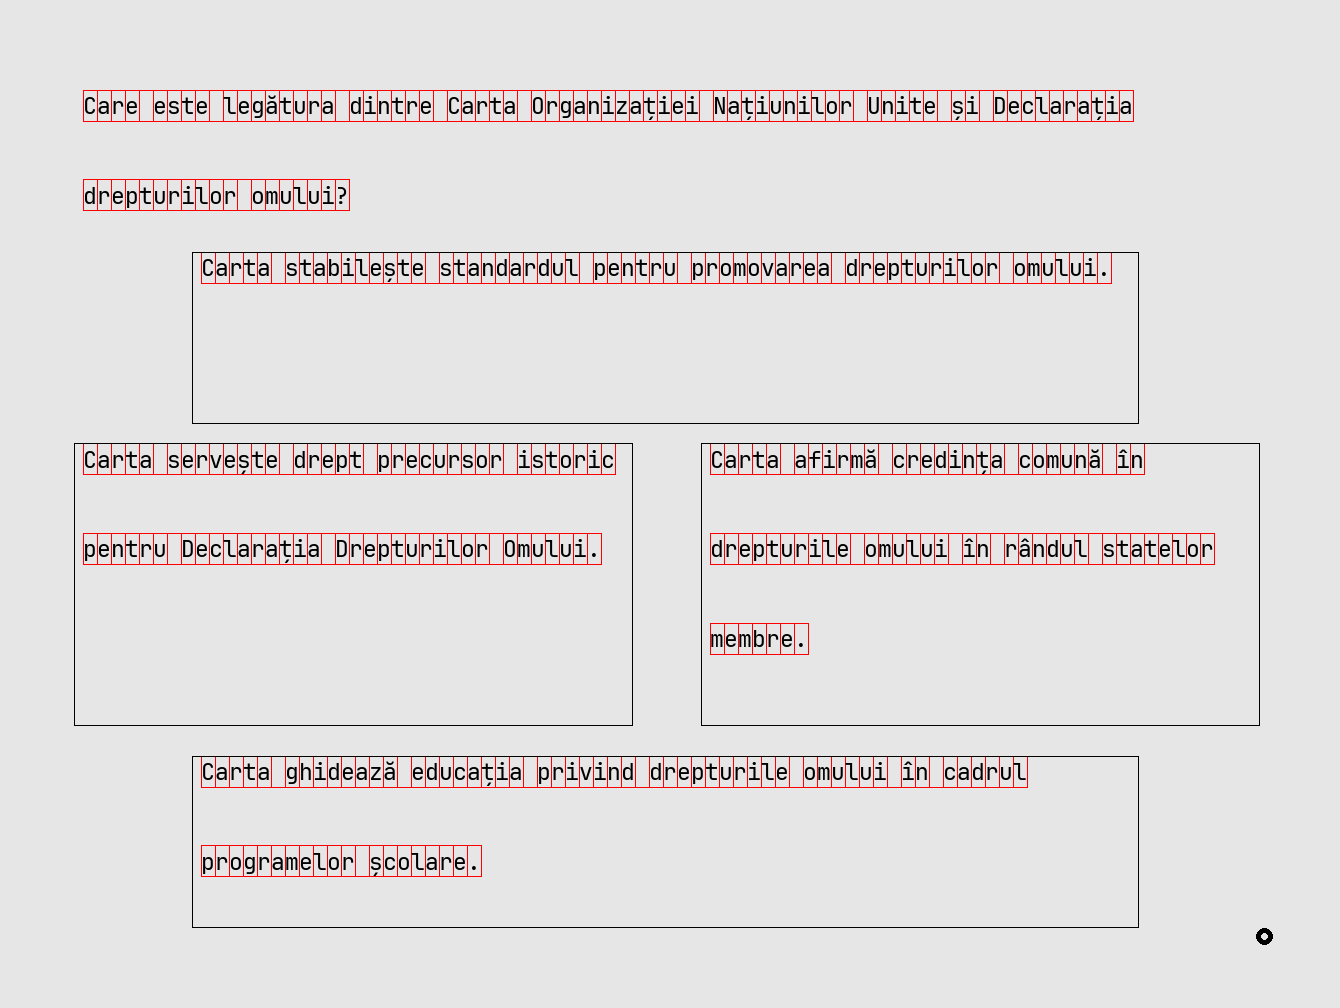 Care este legătura dintre Carta Organizației Națiunilor Unite și Declarația
drepturilor omului?
Carta stabilește standardul pentru promovarea drepturilor omului.
Carta servește drept precursor istoric
pentru Declarația Drepturilor Omului.
Carta afirmă credința comună în
drepturile omului în rândul statelor
membre.
Carta ghidează educația privind drepturile omului în cadrul
programelor școlare.